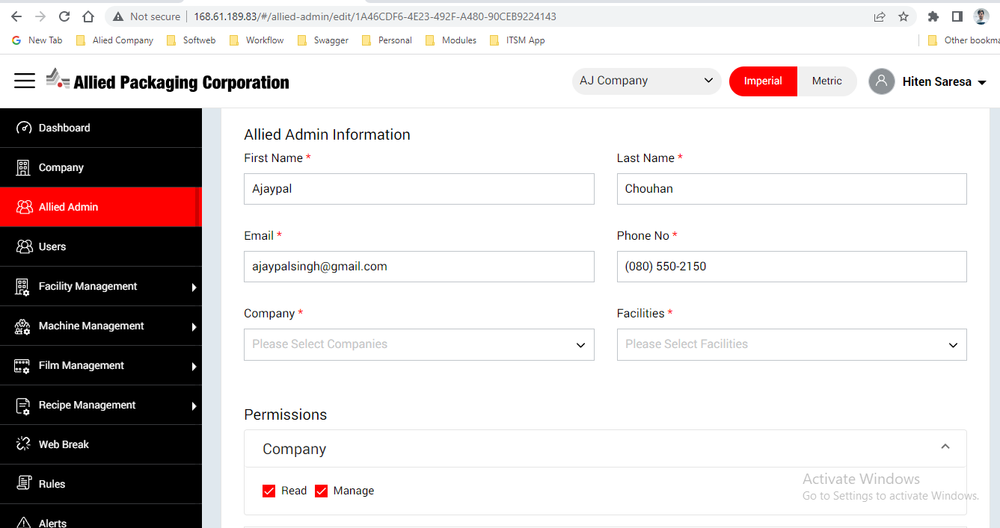 Not secure 168.61.189.83/#/allied-admin/edit/1A46CDF6-4E23-492F-A480-90CEB9224143
G New Tab Alied Company Softweb Workflow Swagger Personal Modules ITSM App Other bookma
Allied Packaging Corporation AJ Company Imperial Metric Hiten Saresa
Dashboard
Company
Allied Admin
Users
Facility Management
Machine Management
Film Management
Recipe Management
Web Break
Rules
Alerts
Allied Admin Information
First Name * Last Name *
Ajaypal Chouhan
Email * Phone No *
ajaypalsingh@gmail.com (080) 550-2150
Company * Facilities *
Please Select Companies Please Select Facilities
Permissions
Company
Read Manage
Activate Windows
Go to Settings to activate Windows.